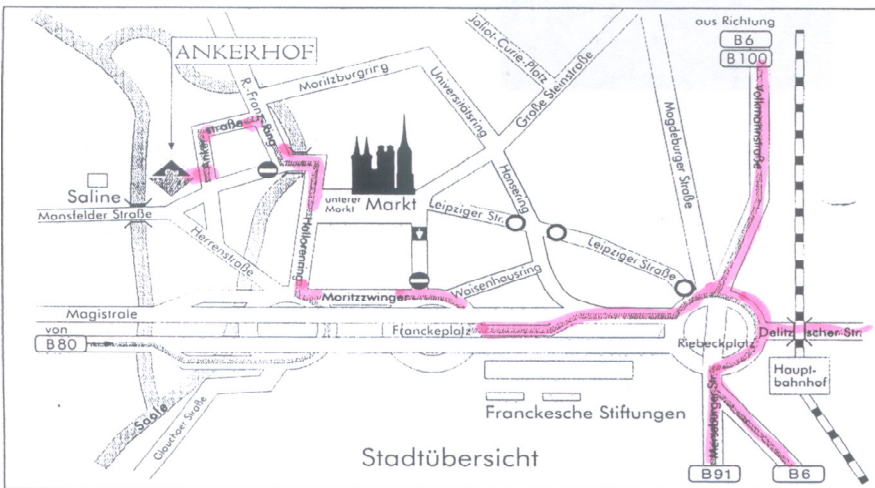 aus Richtung
B6
B100
ANKERHOF
Joliot-Curie-Platz
R.-Franz-Ring
Moritzburgring
Universitätsring
Große Steinstraße
Magdeburger Straße
Volkmannstraße
Ankerstraße
Hansering
Saline
Mansfelder Straße
unterer
Markt
Markt
Leipziger Str.
Leipziger Straße
Herrenstraße
Hallorenring
Moritzzwinger
Waisenhausring
Magistrale
von
B80
Franckeplatz
Riebeckplatz
Delitzscher Str.
Haupt-
bahnhof
Saale
Glauchaer Straße
Franckesche Stiftungen
Merseburger Str.
Stadtübersicht
B91
B6